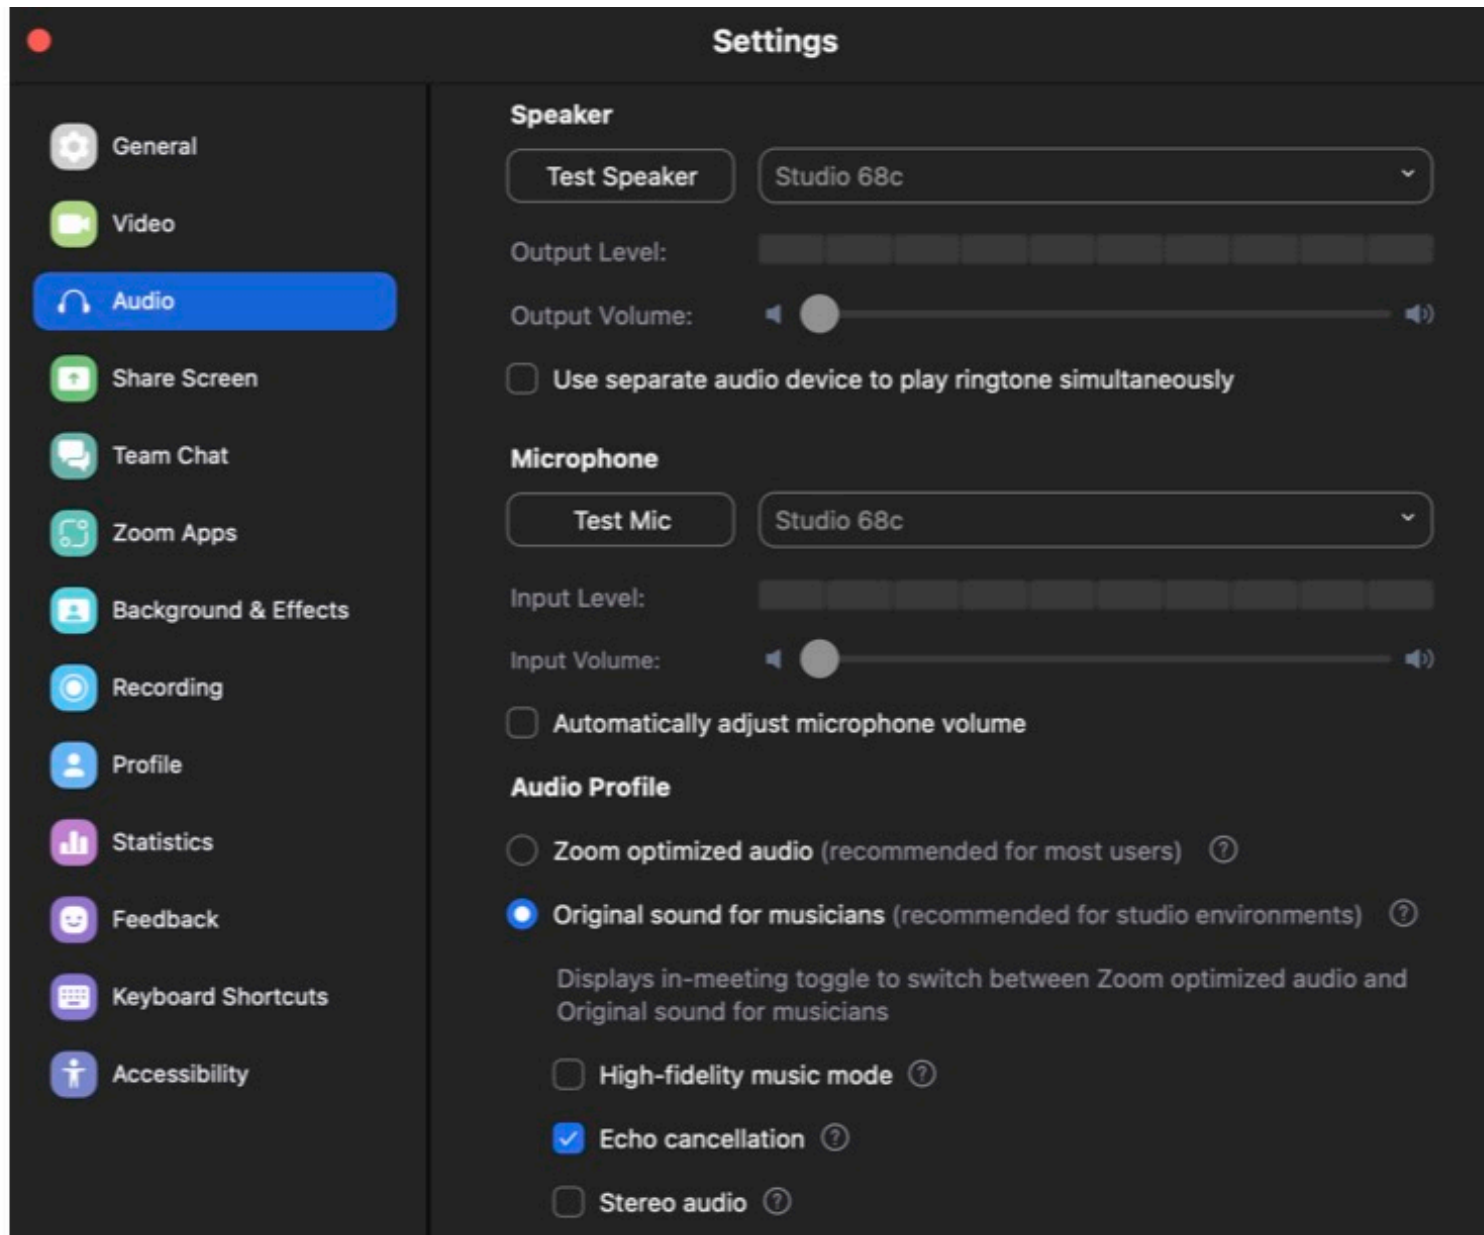 Settings
General
Video
Audio
Share Screen
Team Chat
Zoom Apps
Background & Effects
Recording
Profile
Statistics
Feedback
Keyboard Shortcuts
Accessibility
Speaker
Test Speaker
Studio 68c
Output Level:
Output Volume:
Use separate audio device to play ringtone simultaneously
Microphone
Test Mic
Studio 68c
Input Level:
Input Volume:
Automatically adjust microphone volume
Audio Profile
Zoom optimized audio (recommended for most users) ?
Original sound for musicians (recommended for studio environments) ?
Displays in-meeting toggle to switch between Zoom optimized audio and
Original sound for musicians
High-fidelity music mode ?
Echo cancellation ?
Stereo audio ?